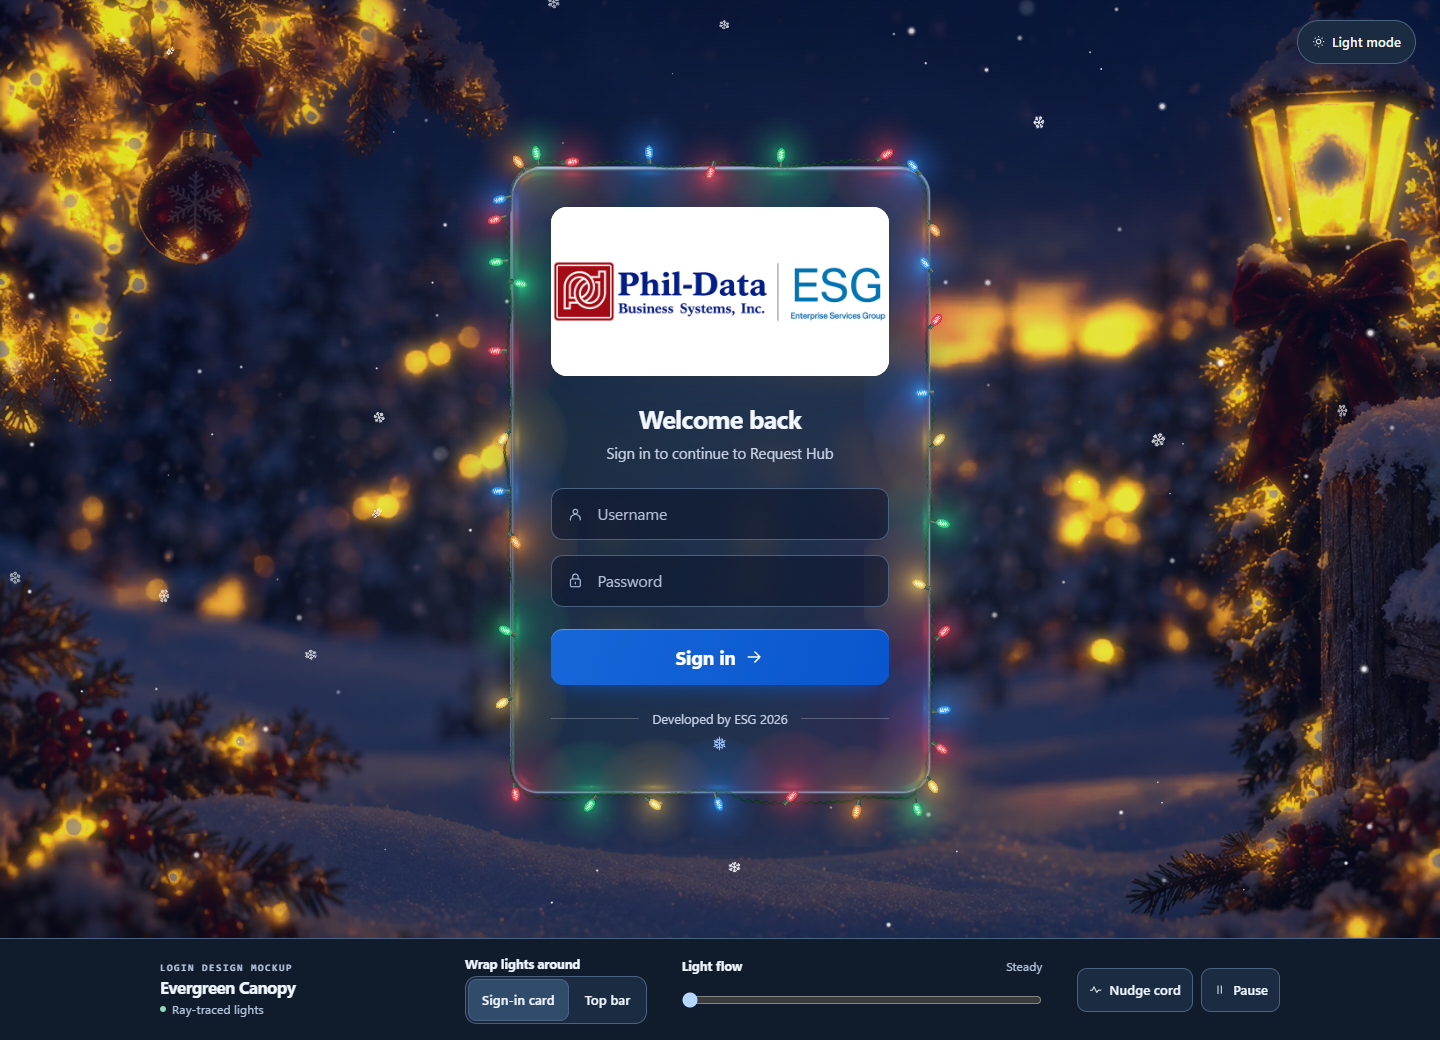 Light mode
Phil-Data
Business Systems, Inc.
ESG
Enterprise Services Group
Welcome back
Sign in to continue to Request Hub
Username
Password
Sign in
Developed by ESG 2026
LOGIN DESIGN MOCKUP
Evergreen Canopy
Ray-traced lights
Wrap lights around
Sign-in card
Top bar
Light flow
Steady
Nudge cord
Pause